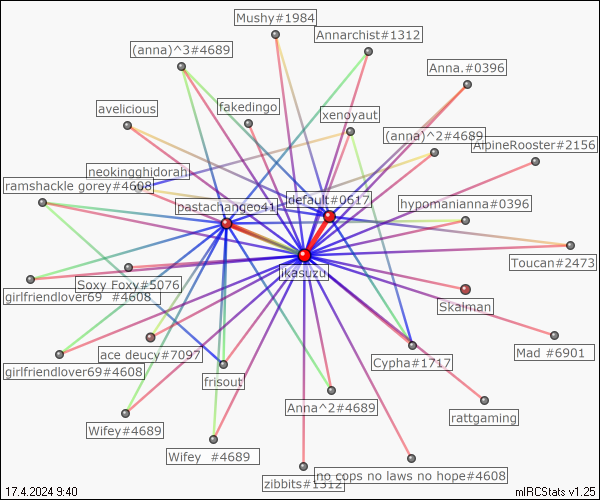 Mushy#1984
Annarchist#1312
(anna)^3#4689
Anna.#0396
avelicious
fakedingo
xenoyaut
(anna)^2#4689
AlpineRooster#2156
neokingghidorah
ramshackle gorey#4608
default#0617
pastachangeo41
hypomanianna#0396
Toucan#2473
ikasuzu
Soxy Foxy#5076
girlfriendlover69 #4608
Skalman
ace deucy#7097
Cypha#1717
Mad #6901
girlfriendlover69#4608
frisout
Anna^2#4689
rattgaming
Wifey#4689
Wifey #4689
no cops no laws no hope#4608
zibbits#1312
17.4.2024 9:40
mIRCStats v1.25